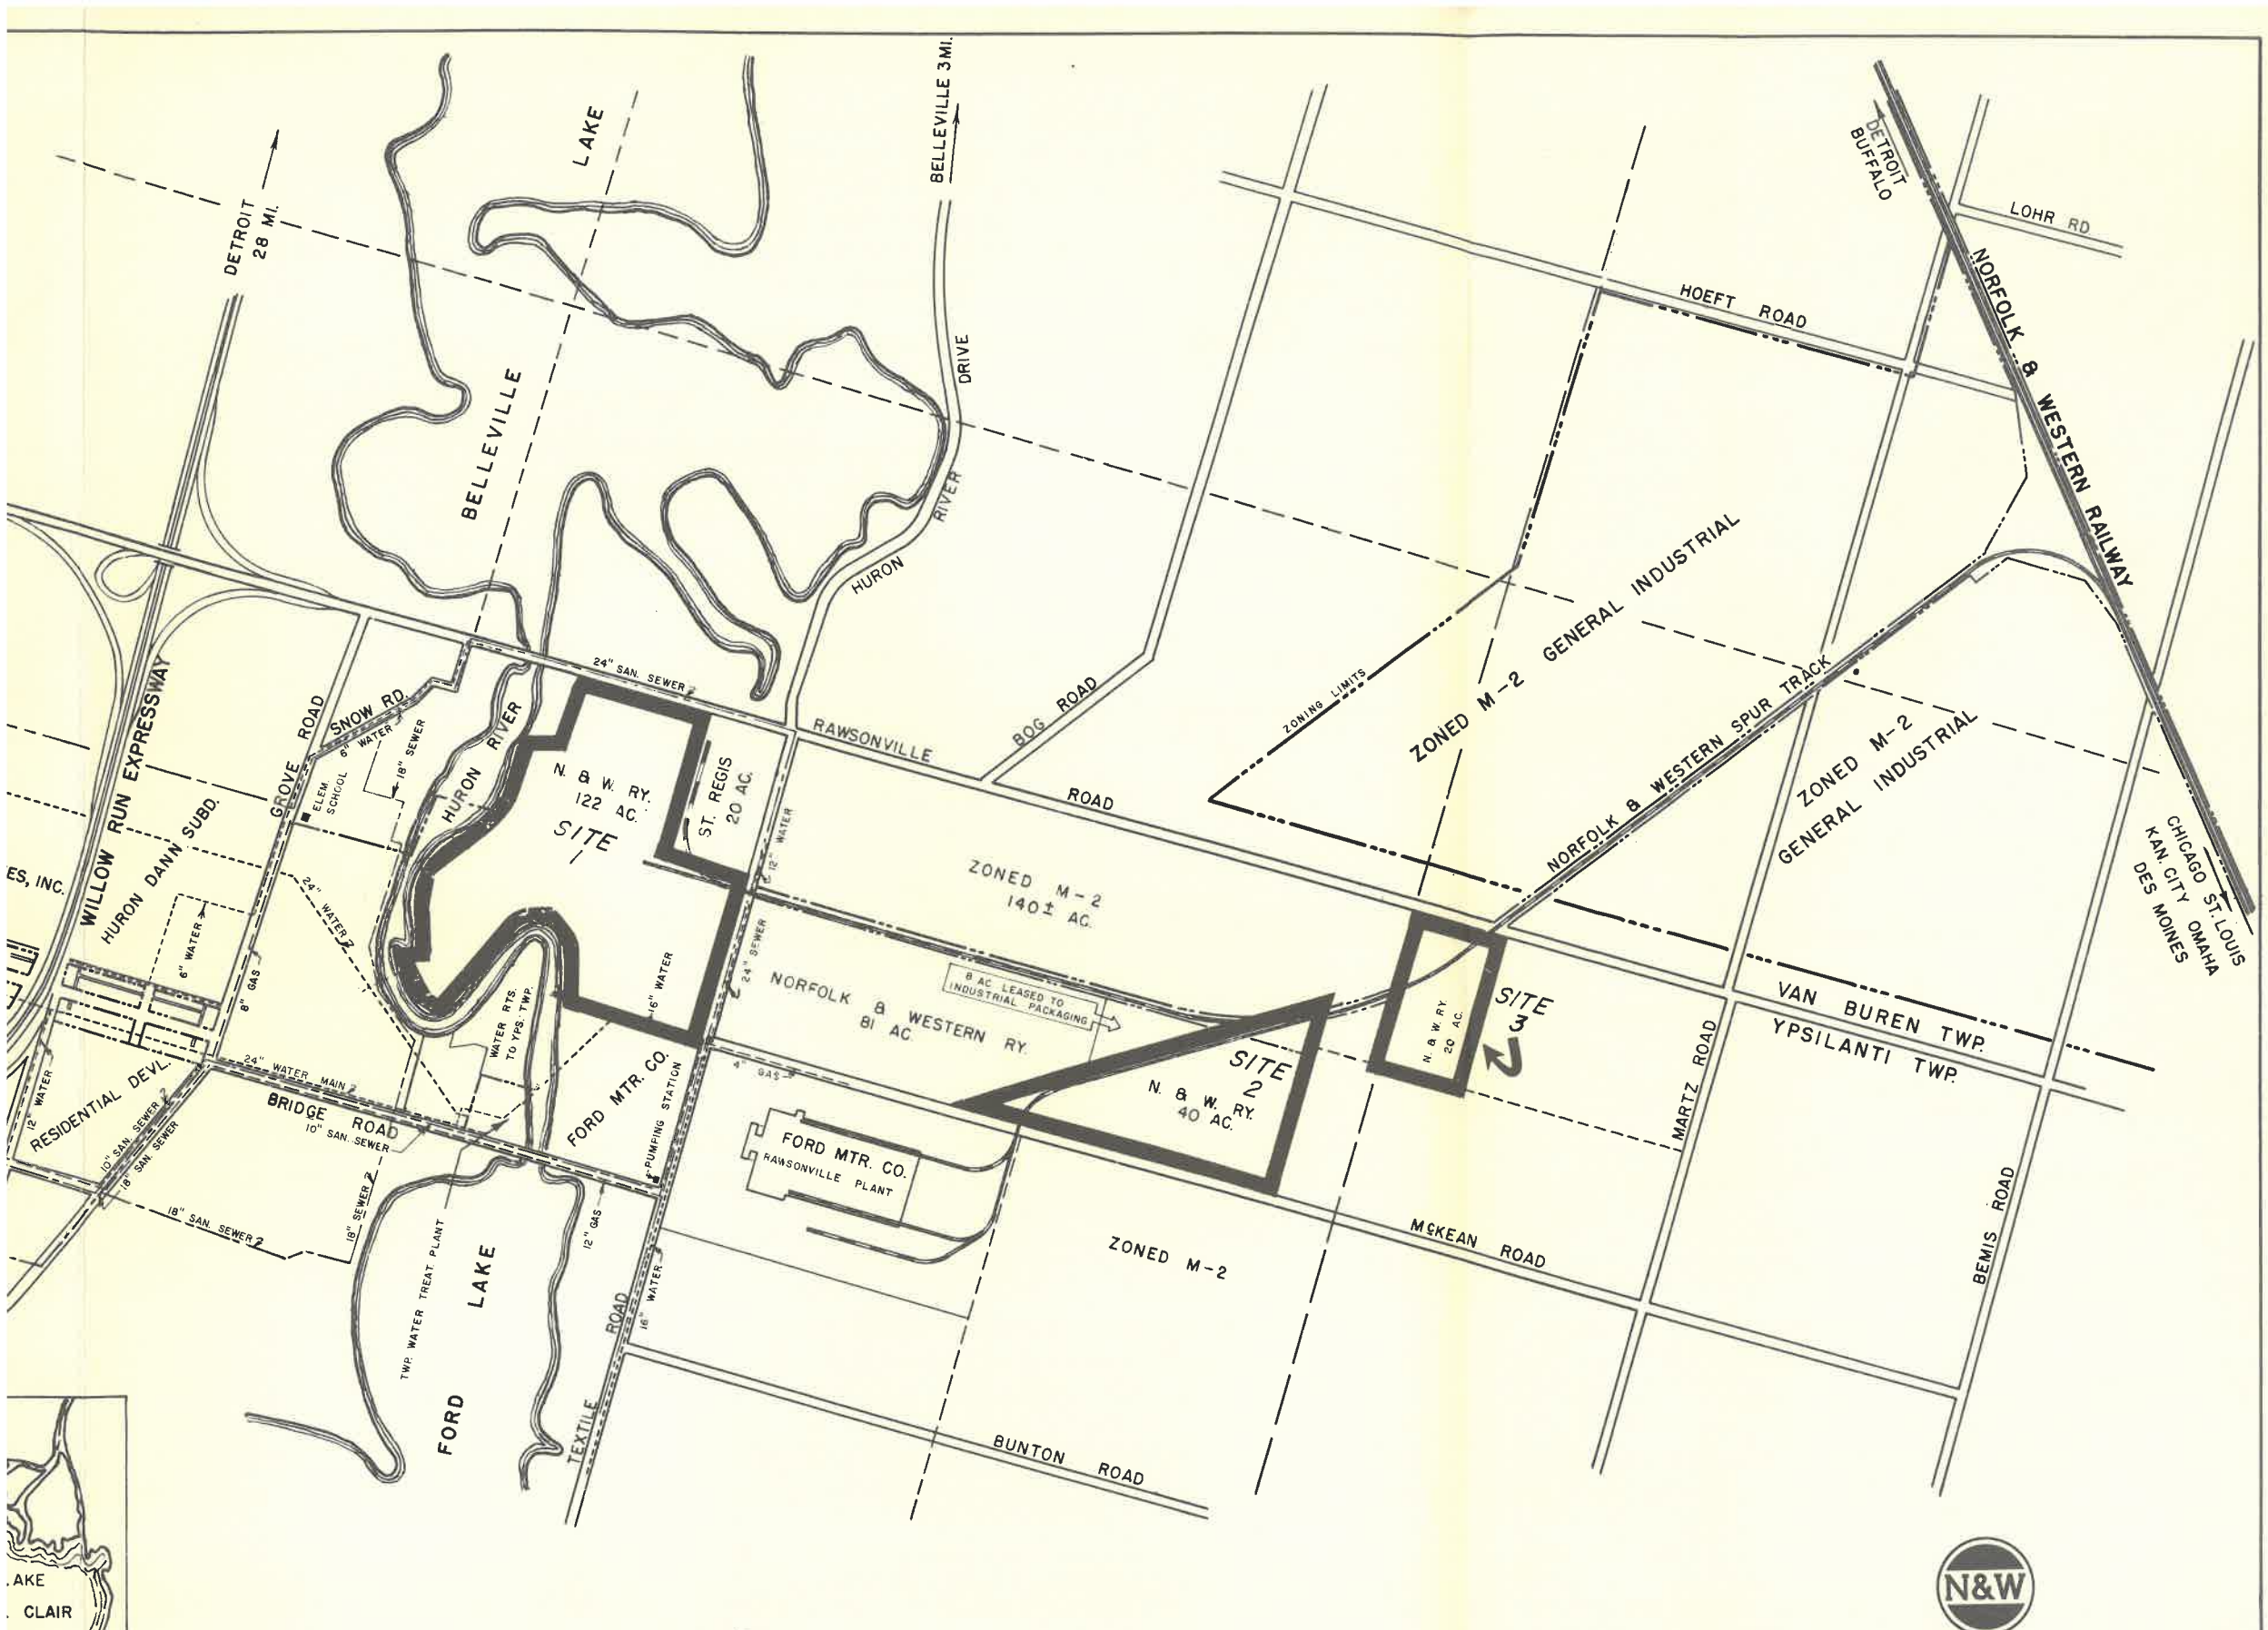 BELLEVILLE 3MI.
DETROIT
BUFFALO
LOHR RD.
DETROIT
28 MI.
LAKE
BELLEVILLE
HURON
RIVER
DRIVE
HOEFT ROAD
NORFOLK & WESTERN RAILWAY
ZONED M-2 GENERAL INDUSTRIAL
ZONING LIMITS
NORFOLK & WESTERN SPUR TRACK
ZONED M-2
GENERAL INDUSTRIAL
CHICAGO ST. LOUIS
KAN. CITY OMAHA
DES MOINES
BOG ROAD
RAWSONVILLE
ROAD
24" SAN. SEWER
WILLOW RUN EXPRESSWAY
GROVE ROAD
SNOW RD.
6" WATER
18" SEWER
ELEM.
SCHOOL
HURON RIVER
N. & W. RY.
122 AC.
SITE
1
ST. REGIS
20 AC.
12" WATER
HURON DANN SUBD.
ES, INC.
24" WATER
6" WATER
8" GAS
16" WATER
24" SEWER
ZONED M-2
140± AC.
NORFOLK & WESTERN RY.
81 AC.
8 AC LEASED TO
INDUSTRIAL PACKAGING
SITE
2
N. & W. RY.
40 AC.
N. & W. RY.
20 AC.
SITE
3
VAN BUREN TWP.
YPSILANTI TWP.
MARTZ ROAD
BEMIS ROAD
WATER RTS.
TO YPS. TWP.
FORD MTR. CO.
PUMPING STATION
4" GAS
24" WATER MAIN
BRIDGE
ROAD
10" SAN. SEWER
12" WATER
RESIDENTIAL DEVL.
10" SAN. SEWER
18" SAN. SEWER
18" SAN. SEWER
18" SEWER
TWP. WATER TREAT. PLANT
FORD LAKE
12" GAS
16" WATER
TEXTILE ROAD
FORD MTR. CO.
RAWSONVILLE PLANT
ZONED M-2
McKEAN ROAD
BUNTON ROAD
AKE
CLAIR
N&W